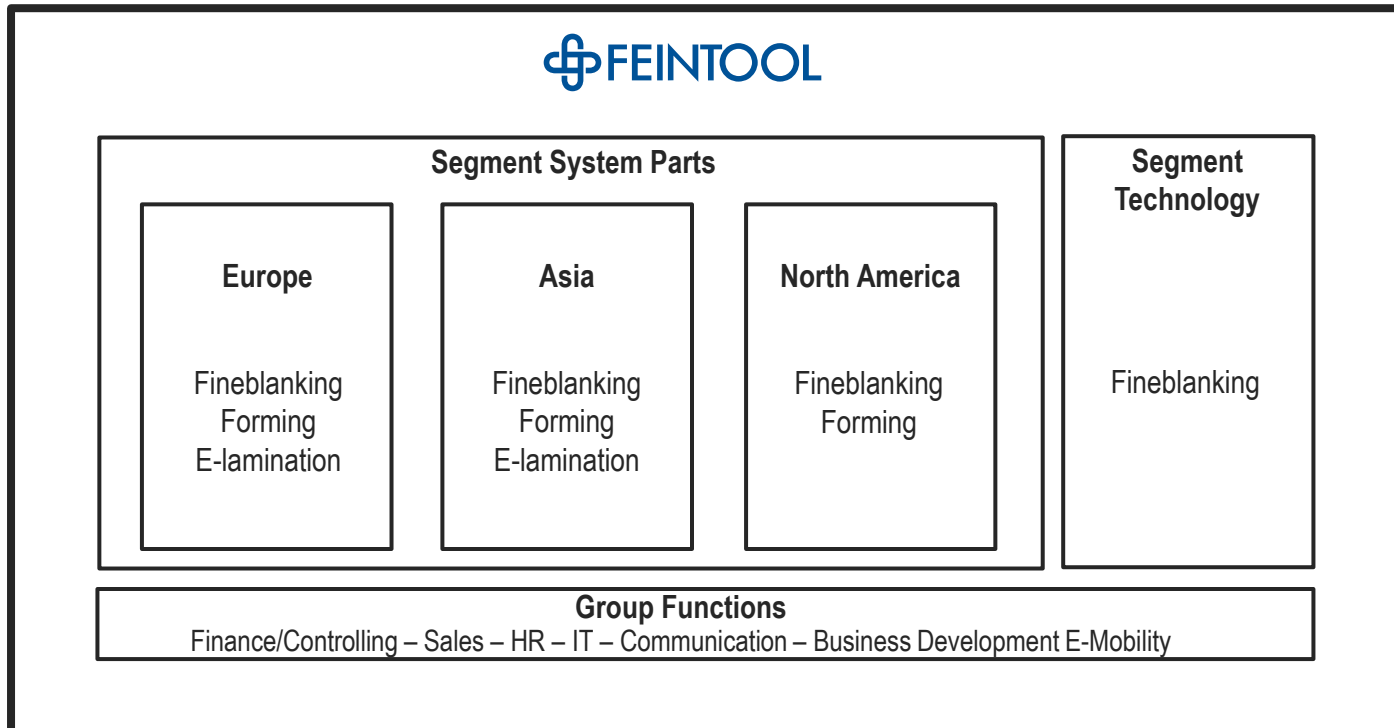 FEINTOOL
Segment System Parts
Europe
Fineblanking
Forming
E-lamination
Asia
Fineblanking
Forming
E-lamination
North America
Fineblanking
Forming
Segment
Technology
Fineblanking
Group Functions
Finance/Controlling – Sales – HR – IT – Communication – Business Development E-Mobility